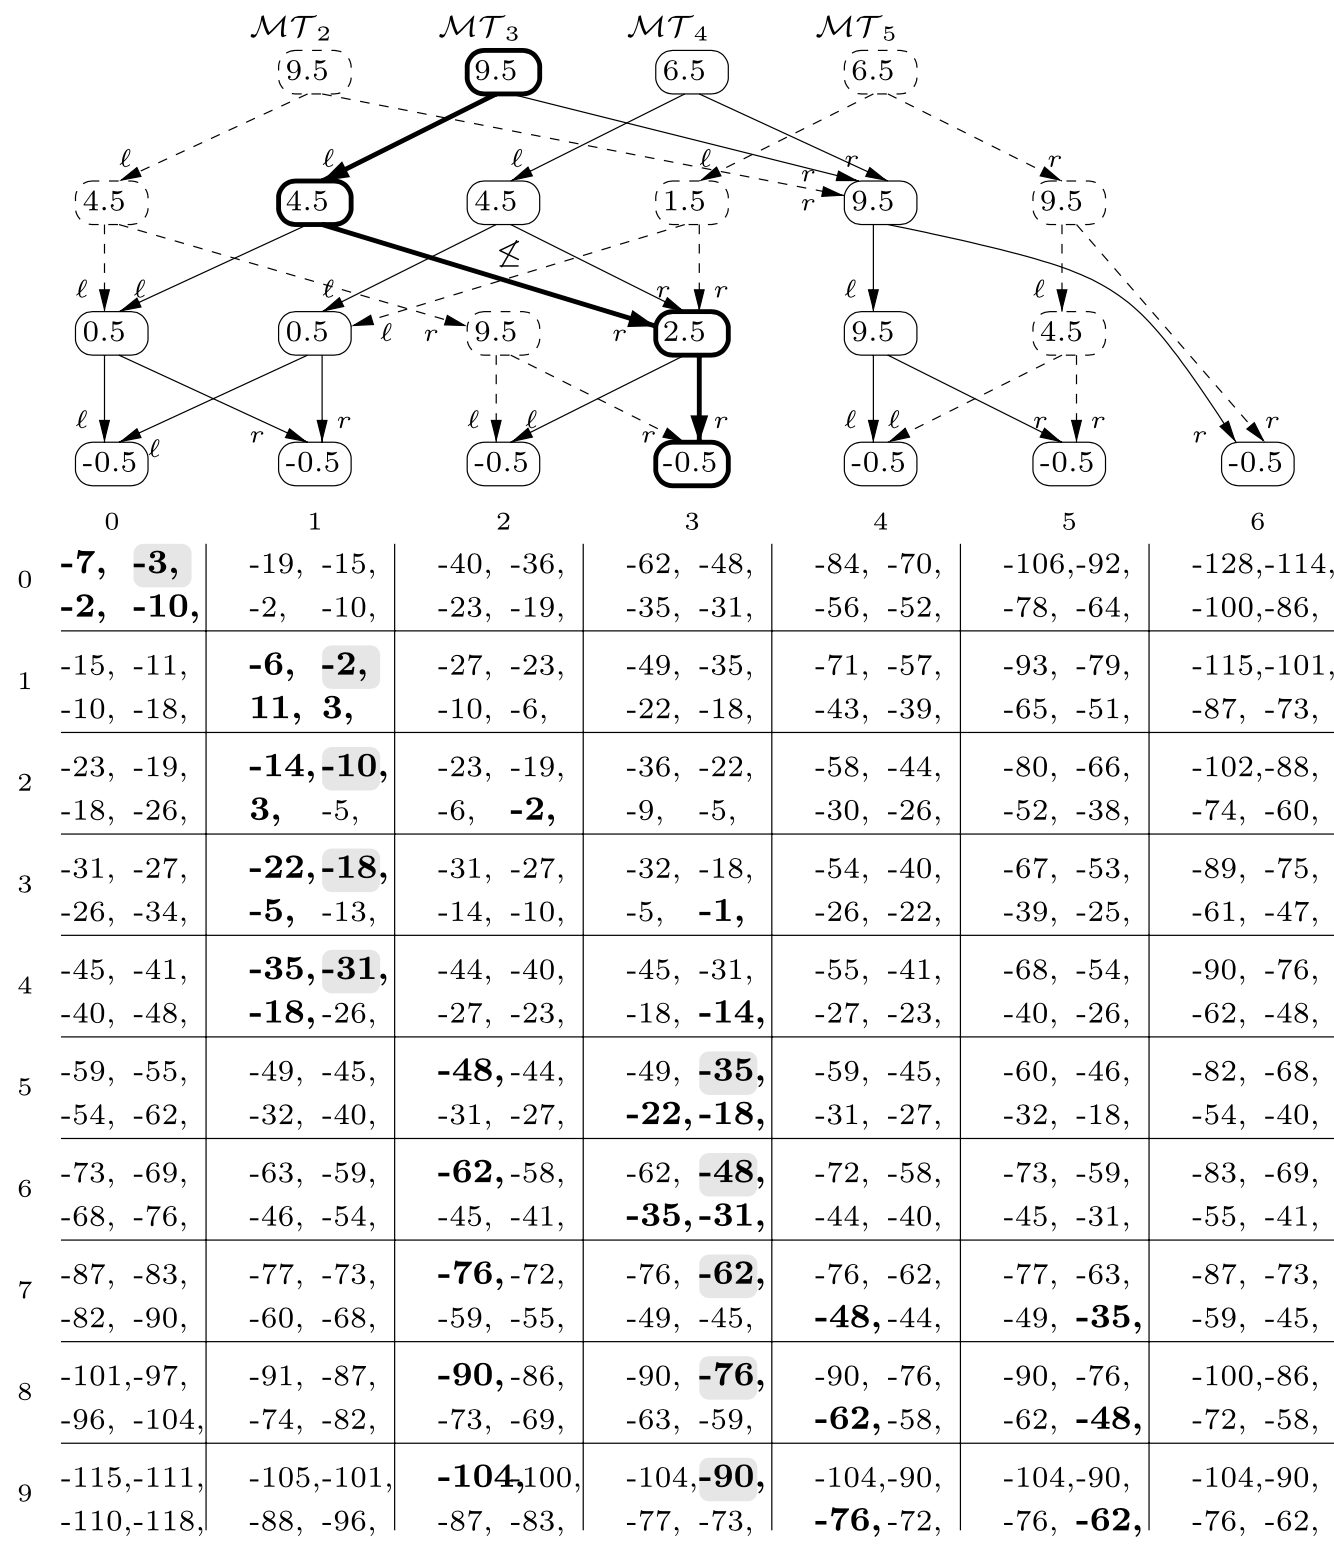 MT₂ MT₃ MT₄ MT₅
9.5 9.5 6.5 6.5
ℓ ℓ ℓ ℓ r r r
r
4.5 4.5 4.5 1.5 9.5 9.5
≰
ℓ ℓ ℓ r r ℓ ℓ
0.5 0.5 ℓ r 9.5 r 2.5 9.5 4.5
ℓ r ℓ ℓ r ℓ ℓ r r r
r ℓ r r
-0.5 -0.5 -0.5 -0.5 -0.5 -0.5 -0.5
ℓ
0 1 2 3 4 5 6
-7, -3, -19, -15, -40, -36, -62, -48, -84, -70, -106,-92, -128,-114,
0
-2, -10, -2, -10, -23, -19, -35, -31, -56, -52, -78, -64, -100,-86,
-15, -11, -6, -2, -27, -23, -49, -35, -71, -57, -93, -79, -115,-101,
1
-10, -18, 11, 3, -10, -6, -22, -18, -43, -39, -65, -51, -87, -73,
-23, -19, -14, -10, -23, -19, -36, -22, -58, -44, -80, -66, -102,-88,
2
-18, -26, 3, -5, -6, -2, -9, -5, -30, -26, -52, -38, -74, -60,
-31, -27, -22, -18, -31, -27, -32, -18, -54, -40, -67, -53, -89, -75,
3
-26, -34, -5, -13, -14, -10, -5, -1, -26, -22, -39, -25, -61, -47,
-45, -41, -35, -31, -44, -40, -45, -31, -55, -41, -68, -54, -90, -76,
4
-40, -48, -18, -26, -27, -23, -18, -14, -27, -23, -40, -26, -62, -48,
-59, -55, -49, -45, -48, -44, -49, -35, -59, -45, -60, -46, -82, -68,
5
-54, -62, -32, -40, -31, -27, -22, -18, -31, -27, -32, -18, -54, -40,
-73, -69, -63, -59, -62, -58, -62, -48, -72, -58, -73, -59, -83, -69,
6
-68, -76, -46, -54, -45, -41, -35, -31, -44, -40, -45, -31, -55, -41,
-87, -83, -77, -73, -76, -72, -76, -62, -76, -62, -77, -63, -87, -73,
7
-82, -90, -60, -68, -59, -55, -49, -45, -48, -44, -49, -35, -59, -45,
-101,-97, -91, -87, -90, -86, -90, -76, -90, -76, -90, -76, -100,-86,
8
-96, -104, -74, -82, -73, -69, -63, -59, -62, -58, -62, -48, -72, -58,
-115,-111, -105,-101, -104,-100, -104,-90, -104,-90, -104,-90, -104,-90,
9
-110,-118, -88, -96, -87, -83, -77, -73, -76, -72, -76, -62, -76, -62,